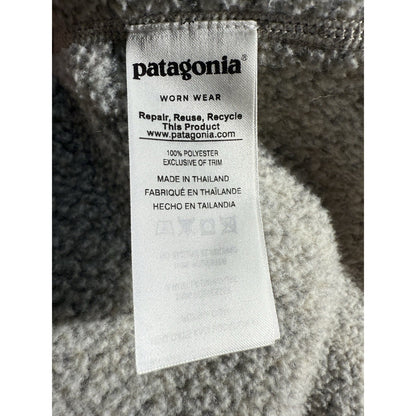 patagonia®
WORN WEAR
Repair, Reuse, Recycle
This Product
www.patagonia.com
100% POLYESTER
EXCLUSIVE OF TRIM
MADE IN THAILAND
FABRIQUÉ EN THAÏLANDE
HECHO EN TAILANDIA